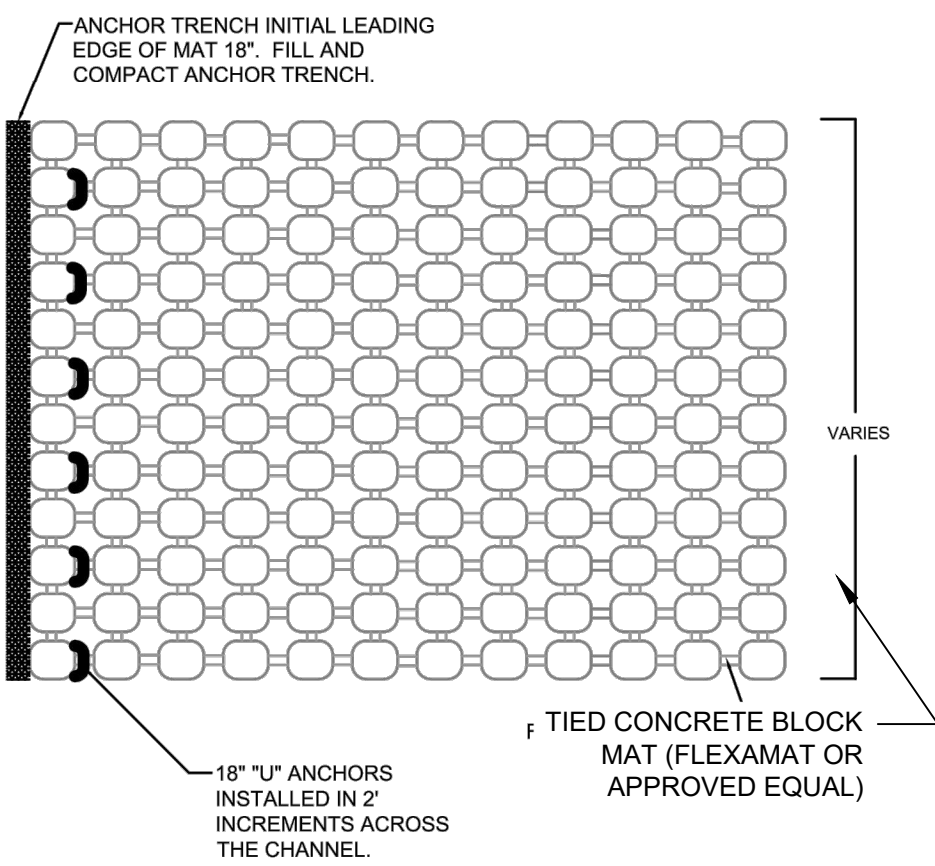 ANCHOR TRENCH INITIAL LEADING
EDGE OF MAT 18". FILL AND
COMPACT ANCHOR TRENCH.
VARIES
F
TIED CONCRETE BLOCK
MAT (FLEXAMAT OR
APPROVED EQUAL)
18" "U" ANCHORS
INSTALLED IN 2'
INCREMENTS ACROSS
THE CHANNEL.